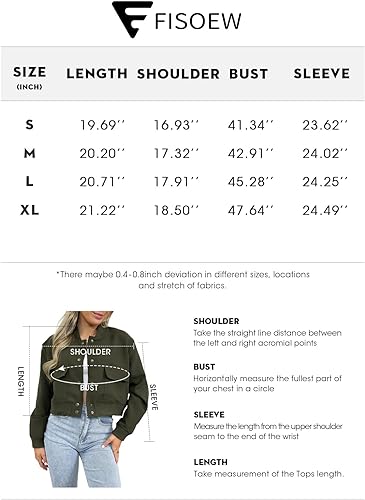 FISOEW
SIZE LENGTH SHOULDER BUST SLEEVE
(INCH)
S 19.69’’ 16.93’’ 41.34’’ 23.62’’
M 20.20’’ 17.32’’ 42.91’’ 24.02’’
L 20.71’’ 17.91’’ 45.28’’ 24.25’’
XL 21.22’’ 18.50’’ 47.64’’ 24.49’’
*There maybe 0.4-0.8inch deviation in different sizes, locations
and stretch of fabrics.
SHOULDER
BUST
LENGTH
SLEEVE
SHOULDER
Take the straight line distance between
the left and right acromial points
BUST
Horizontally measure the fullest part of
your chest in a circle
SLEEVE
Measure the length from the upper shoulder
seam to the end of the wrist
LENGTH
Take measurement of the Tops length.